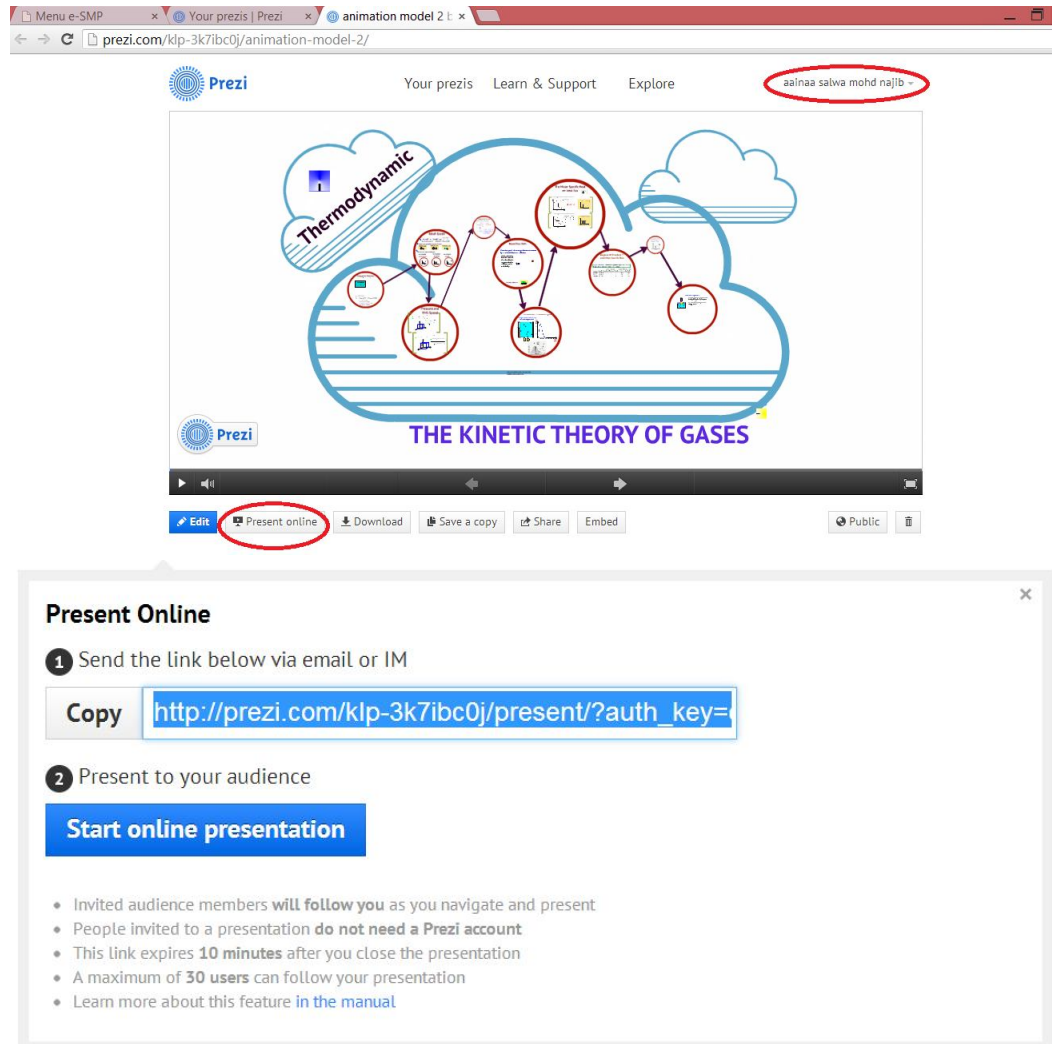 Menu e-SMP
Your prezis | Prezi
animation model 2 b
prezi.com/klp-3k7ibc0j/animation-model-2/
Prezi
Your prezis Learn & Support Explore
aainaa salwa mohd najib
Thermodynamic
Prezi
THE KINETIC THEORY OF GASES
Edit Present online Download Save a copy Share Embed Public
Present Online
1 Send the link below via email or IM
Copy http://prezi.com/klp-3k7ibc0j/present/?auth_key=
2 Present to your audience
Start online presentation
Invited audience members will follow you as you navigate and present
People invited to a presentation do not need a Prezi account
This link expires 10 minutes after you close the presentation
A maximum of 30 users can follow your presentation
Learn more about this feature in the manual